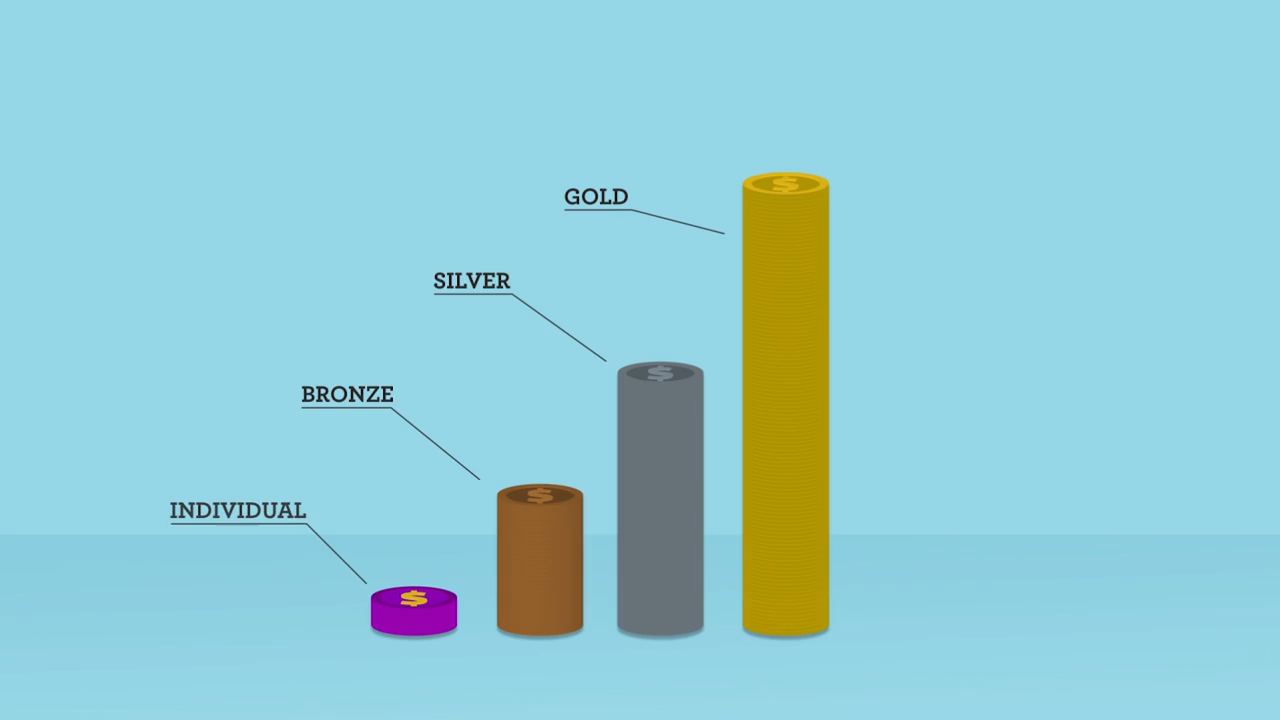 GOLD
SILVER
BRONZE
INDIVIDUAL
$
$
$
$